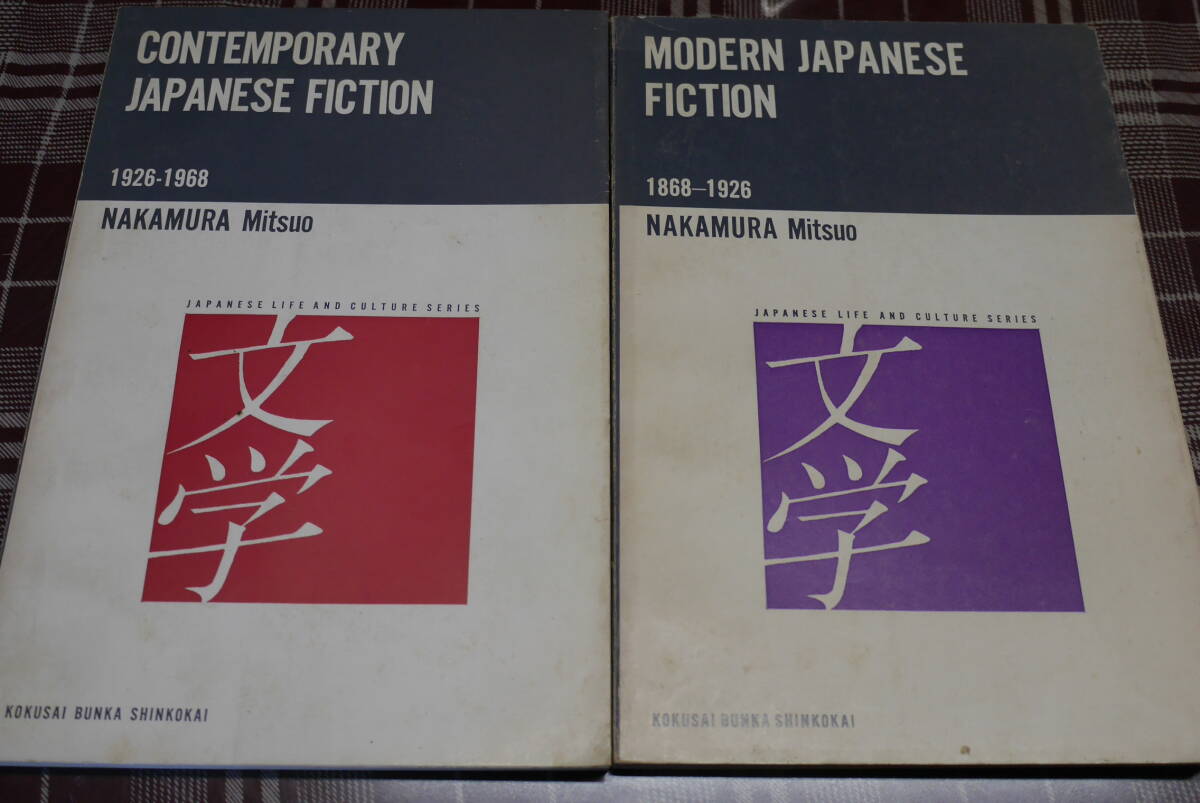 CONTEMPORARY
JAPANESE FICTION
1926-1968
NAKAMURA Mitsuo
JAPANESE LIFE AND CULTURE SERIES
文
学
KOKUSAI BUNKA SHINKOKAI
MODERN JAPANESE
FICTION
1868–1926
NAKAMURA Mitsuo
JAPANESE LIFE AND CULTURE SERIES
文
学
KOKUSAI BUNKA SHINKOKAI